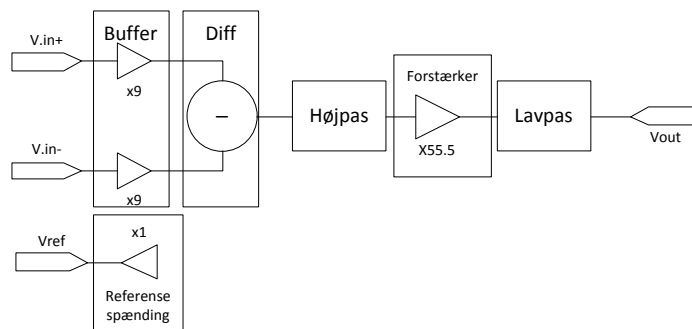 Buffer
Diff
V.in+
x9
Forstærker
Højpas
X55.5
Lavpas
Vout
V.in-
x9
x1
Vref
Referense
spænding